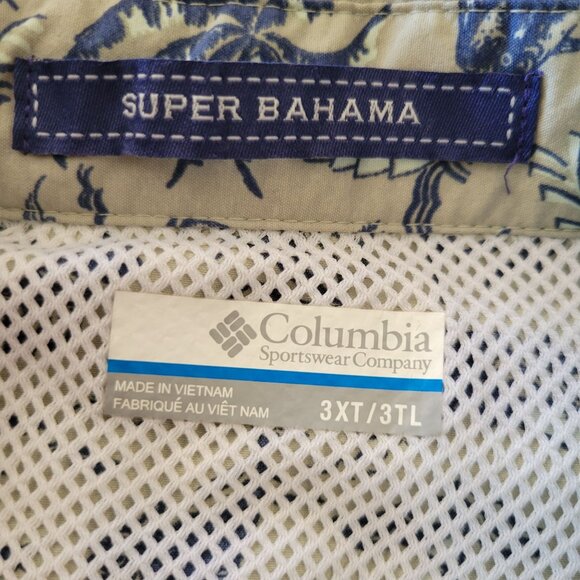 SUPER BAHAMA
Columbia
Sportswear Company
MADE IN VIETNAM
FABRIQUÉ AU VIÊT NAM
3XT/3TL